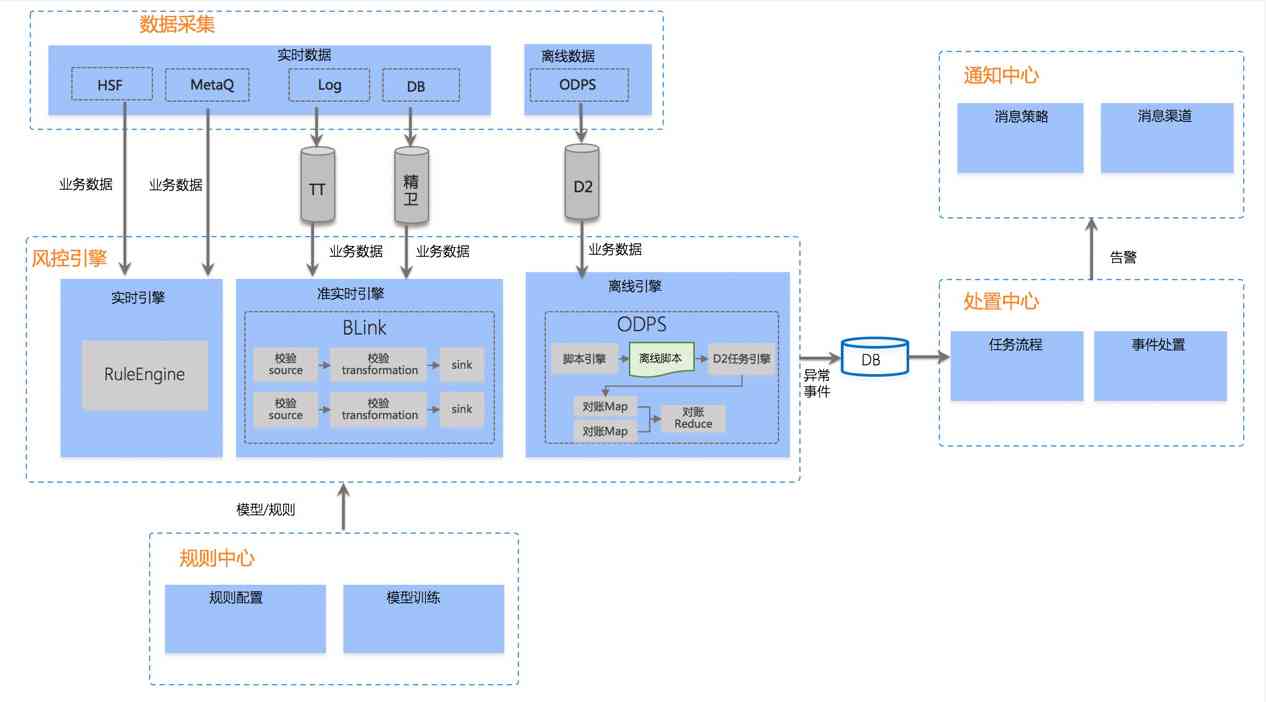 数据采集
实时数据
HSF
MetaQ
Log
DB
离线数据
ODPS
业务数据
业务数据
TT
精
卫
D2
业务数据
业务数据
业务数据
风控引擎
实时引擎
RuleEngine
准实时引擎
BLink
校验
source
校验
transformation
sink
校验
source
校验
transformation
sink
离线引擎
ODPS
脚本引擎
离线脚本
D2任务引擎
对账Map
对账Map
对账
Reduce
异常
事件
DB
通知中心
消息策略
消息渠道
告警
处置中心
任务流程
事件处置
模型/规则
规则中心
规则配置
模型训练